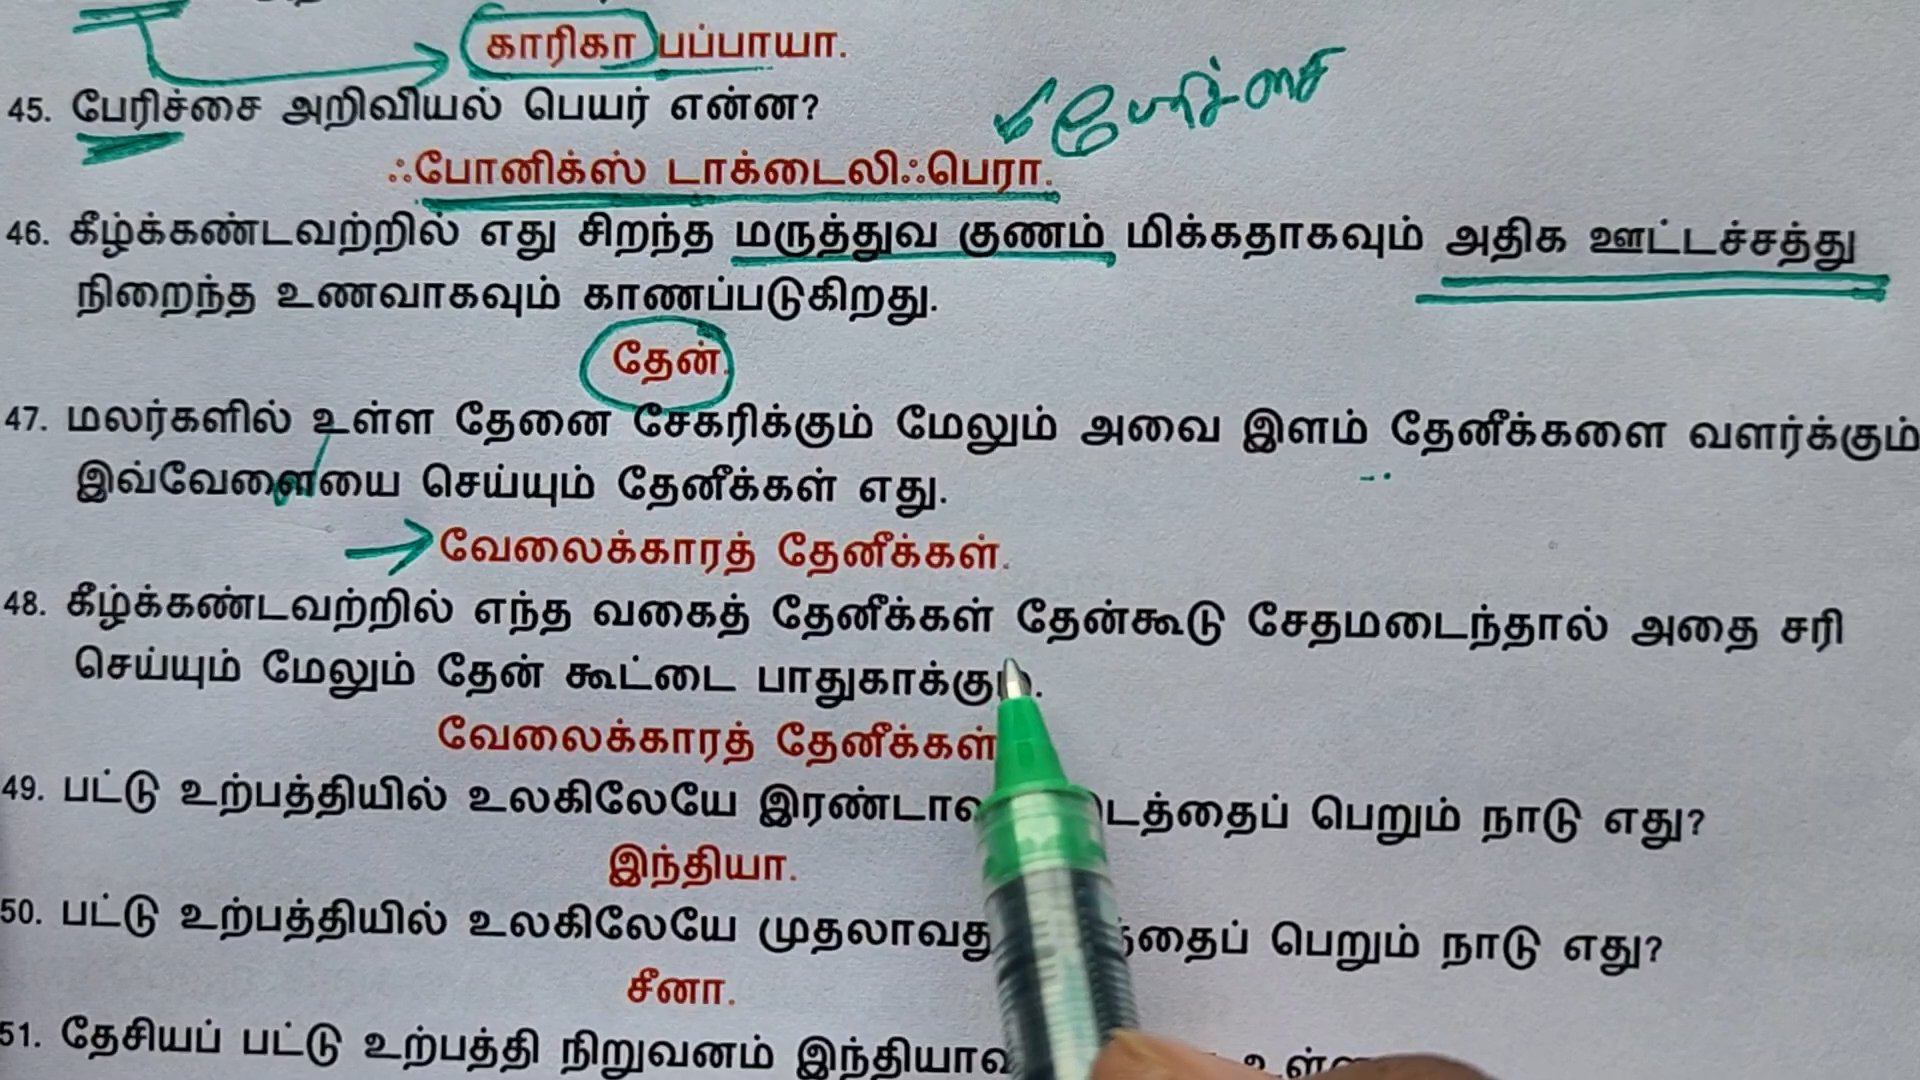 காரிகா பப்பாயா.
45. பேரிச்சை அறிவியல் பெயர் என்ன?
பேரிச்சை
ஃபோனிக்ஸ் டாக்டைலிஃபெரா.
46. கீழ்க்கண்டவற்றில் எது சிறந்த மருத்துவ குணம் மிக்கதாகவும் அதிக ஊட்டச்சத்து
நிறைந்த உணவாகவும் காணப்படுகிறது.
தேன்.
47. மலர்களில் உள்ள தேனை சேகரிக்கும் மேலும் அவை இளம் தேனீக்களை வளர்க்கும்
இவ்வேளையை செய்யும் தேனீக்கள் எது.
வேலைக்காரத் தேனீக்கள்.
48. கீழ்க்கண்டவற்றில் எந்த வகைத் தேனீக்கள் தேன்கூடு சேதமடைந்தால் அதை சரி
செய்யும் மேலும் தேன் கூட்டை பாதுகாக்கும்.
வேலைக்காரத் தேனீக்கள்
49. பட்டு உற்பத்தியில் உலகிலேயே பெறும் நாடு எது?
இந்தியா.
50. பட்டு உற்பத்தியில் உலகிலேயே முதலாவது பெறும் நாடு எது?
சீனா.
51. தேசியப் பட்டு உற்பத்தி நிறுவனம்